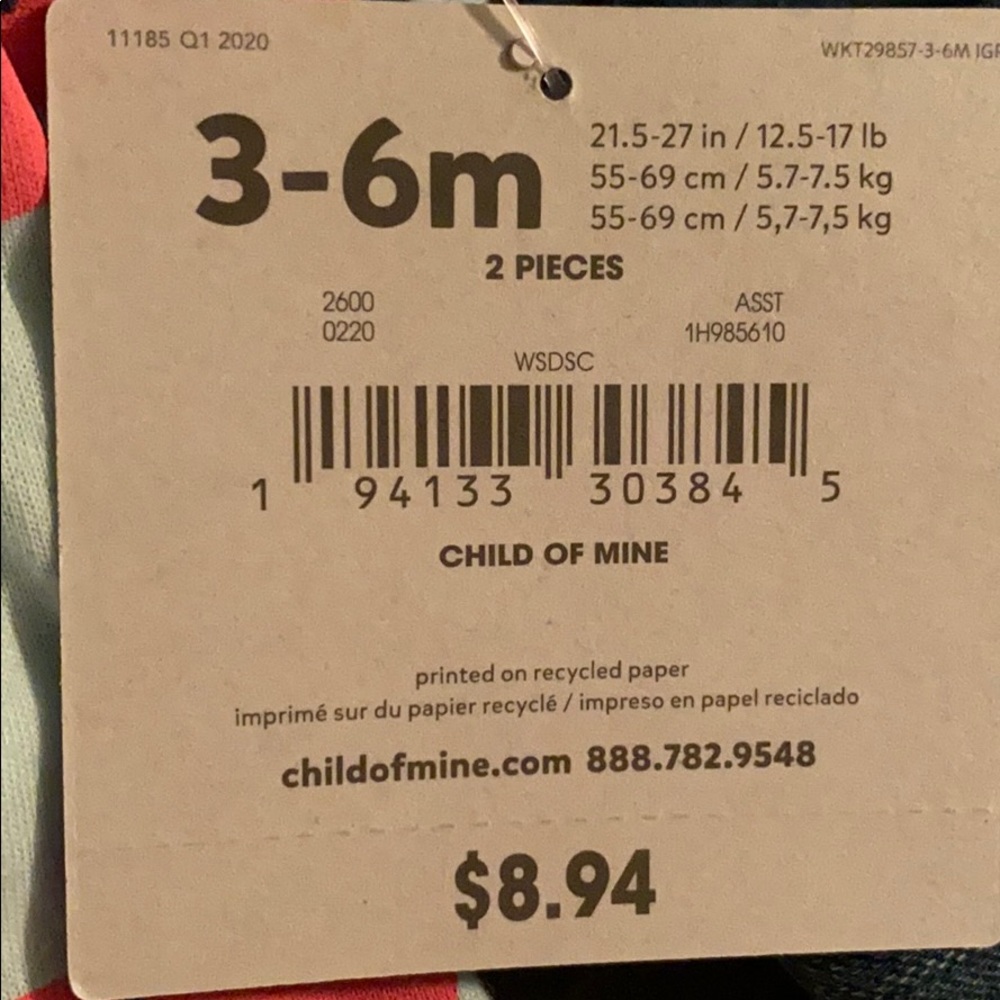 11185 Q1 2020
WKT29857-3-6M
3-6m
21.5-27 in / 12.5-17 lb
55-69 cm / 5.7-7.5 kg
55-69 cm / 5,7-7,5 kg
2 PIECES
2600
0220
ASST
1H985610
WSDSC
1 94133 30384 5
CHILD OF MINE
printed on recycled paper
imprimé sur du papier recyclé / impreso en papel reciclado
childofmine.com 888.782.9548
$8.94